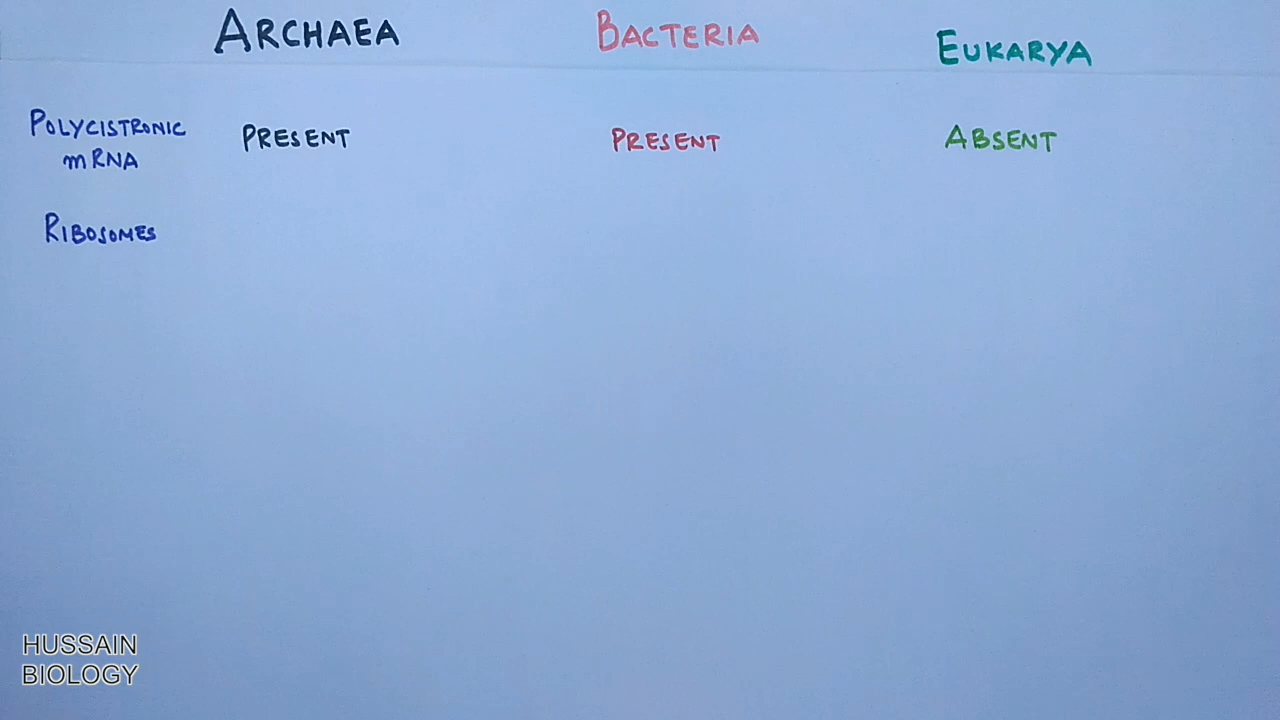 ARCHAEA BACTERIA EUKARYA
POLYCISTRONIC PRESENT PRESENT ABSENT
mRNA
RIBOSOMES
HUSSAIN
BIOLOGY